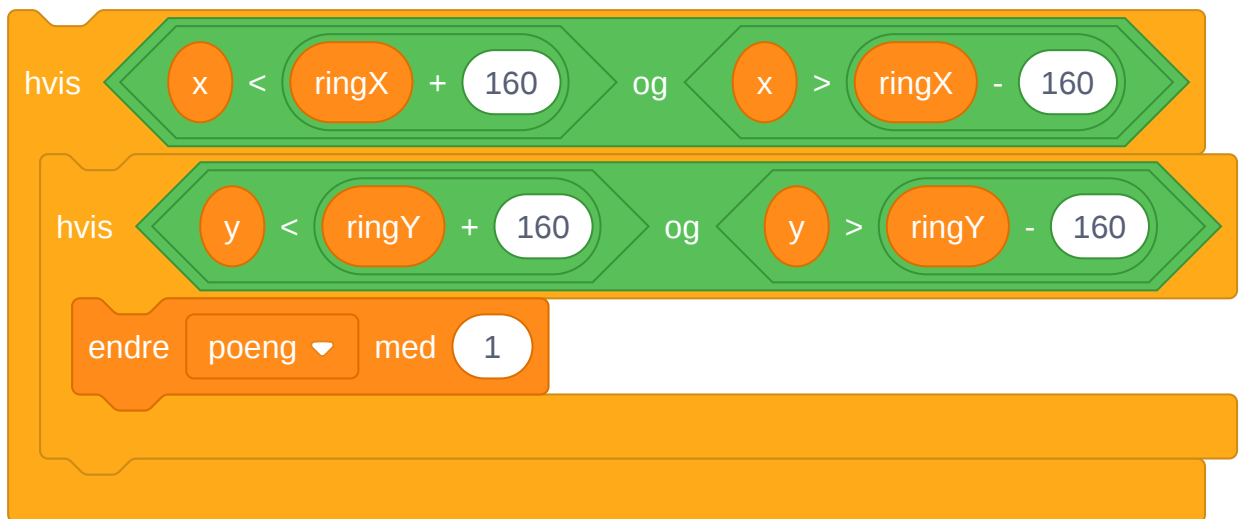 hvis x < ringX + 160 og x > ringX - 160
hvis y < ringY + 160 og y > ringY - 160
endre poeng med 1